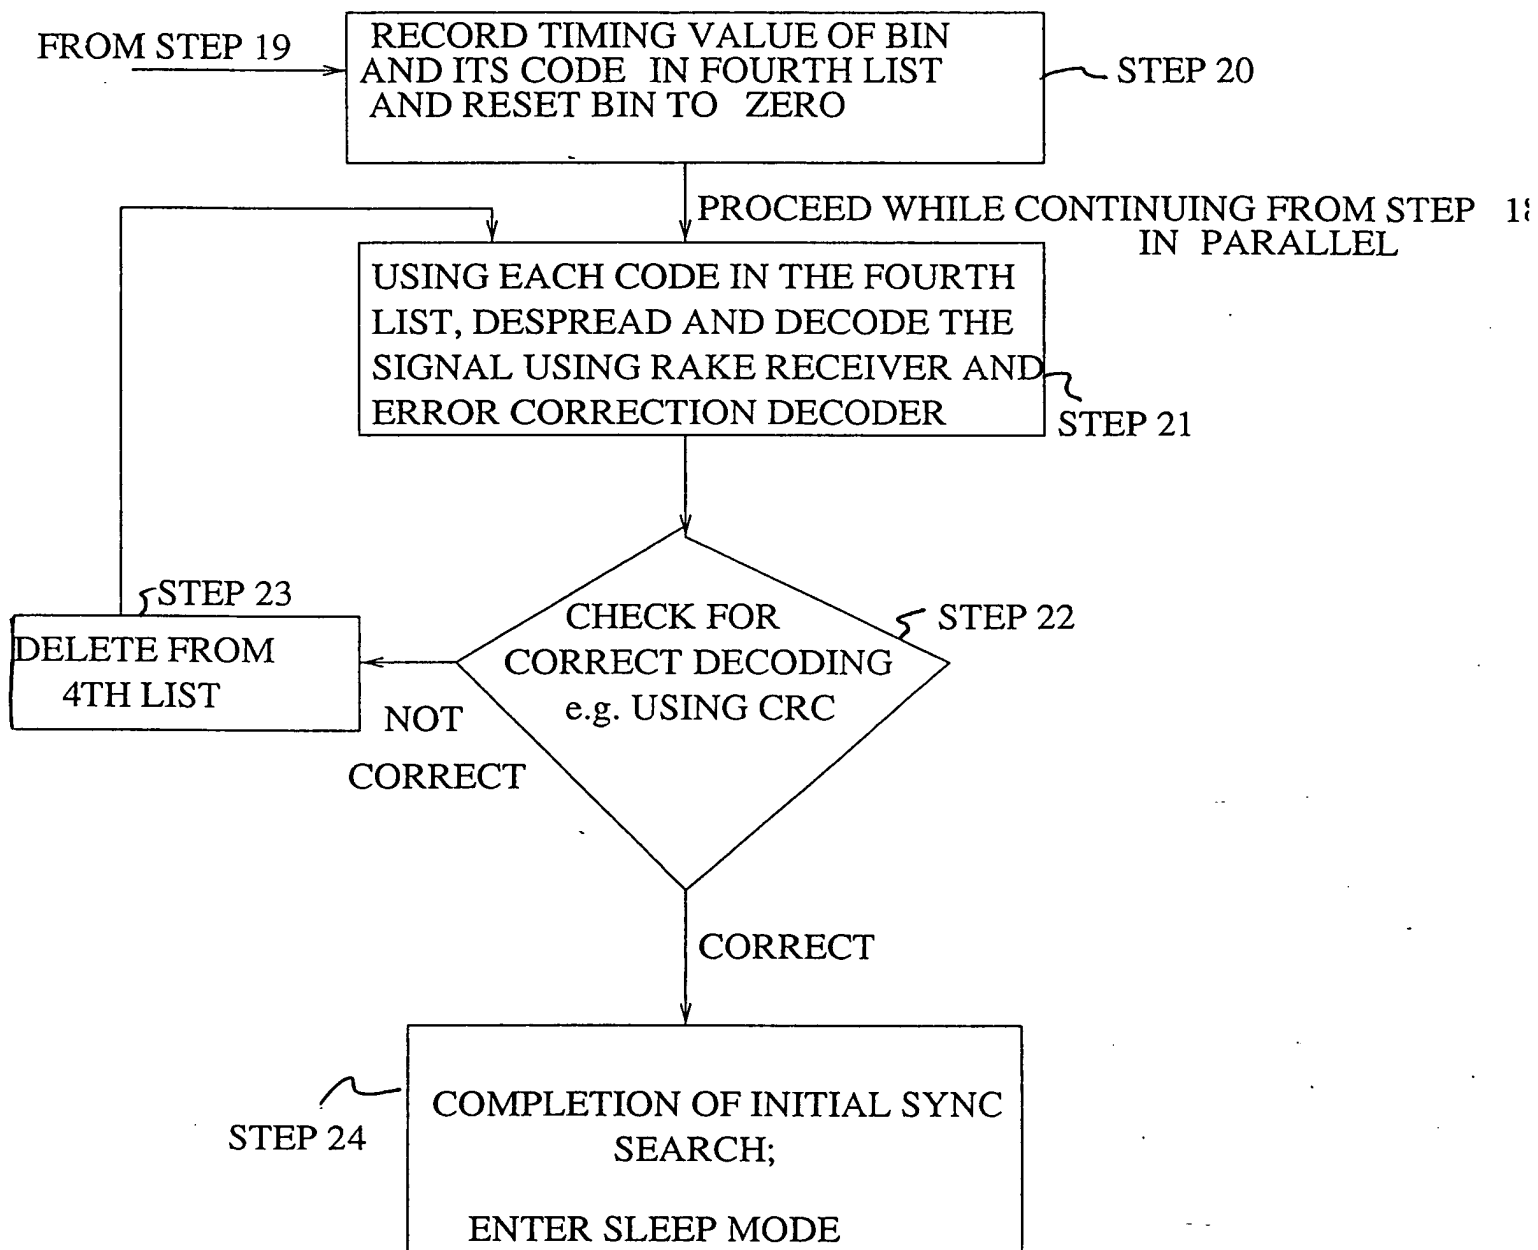 FROM STEP 19
RECORD TIMING VALUE OF BIN
AND ITS CODE IN FOURTH LIST
AND RESET BIN TO ZERO
STEP 20
PROCEED WHILE CONTINUING FROM STEP 18
IN PARALLEL
USING EACH CODE IN THE FOURTH
LIST, DESPREAD AND DECODE THE
SIGNAL USING RAKE RECEIVER AND
ERROR CORRECTION DECODER
STEP 21
STEP 23
DELETE FROM
4TH LIST
CHECK FOR
CORRECT DECODING
e.g. USING CRC
STEP 22
NOT
CORRECT
CORRECT
STEP 24
COMPLETION OF INITIAL SYNC
SEARCH;
ENTER SLEEP MODE